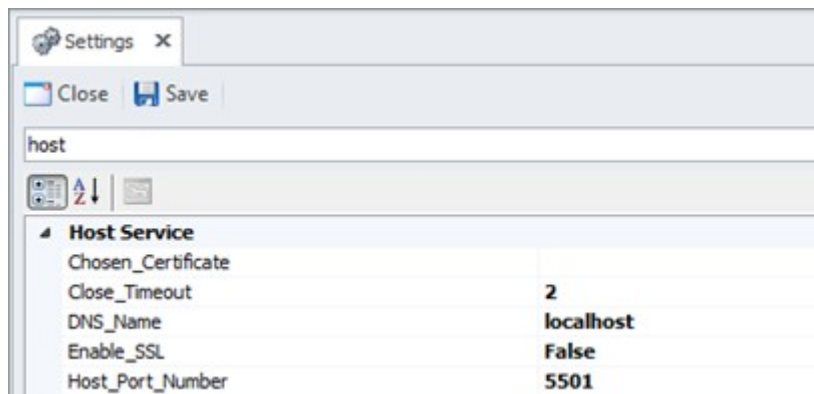 Settings
Close Save
host
Host Service
Chosen_Certificate
Close_Timeout 2
DNS_Name localhost
Enable_SSL False
Host_Port_Number 5501